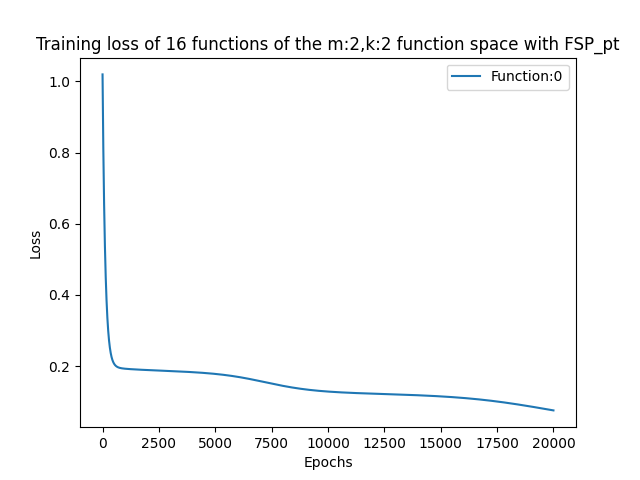 Training loss of 16 functions of the m:2,k:2 function space with FSP_pt
Function:0
Loss
1.0
0.8
0.6
0.4
0.2
0 2500 5000 7500 10000 12500 15000 17500 20000
Epochs